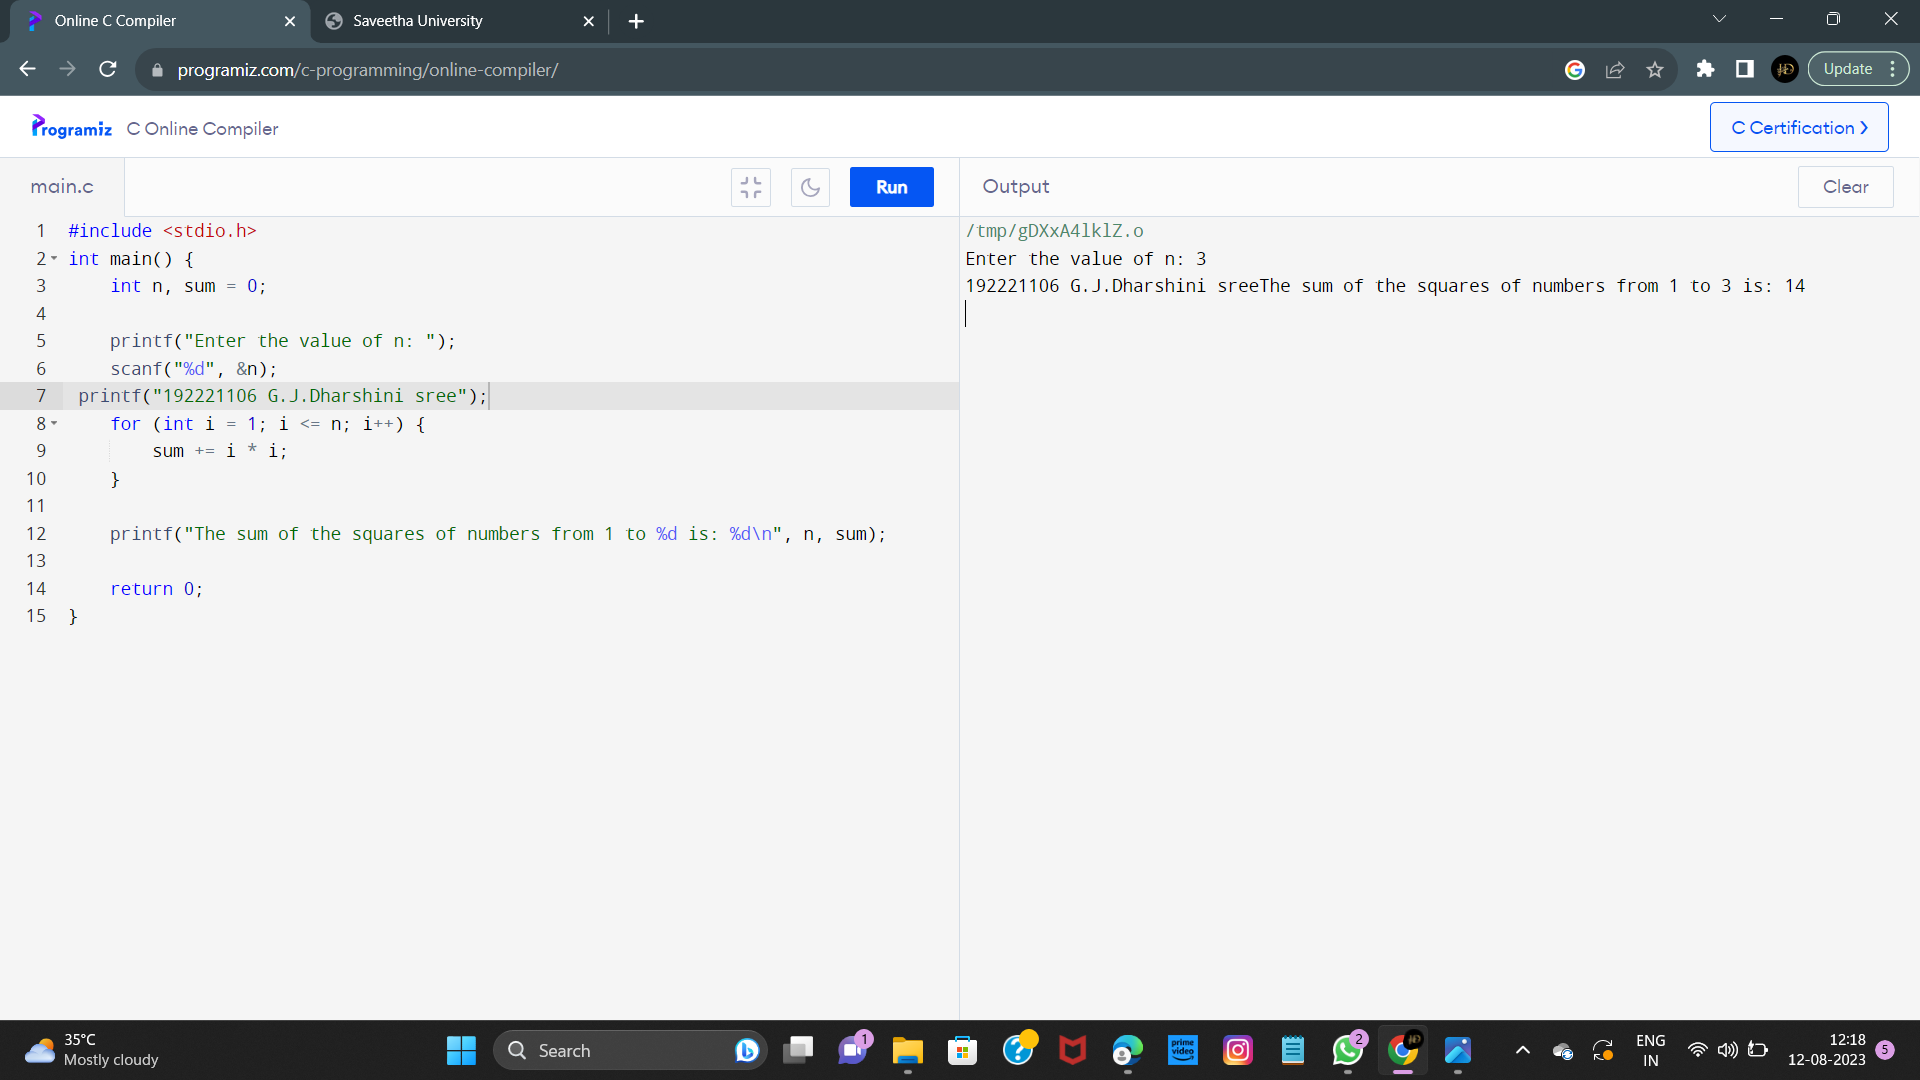 Online C Compiler
Saveetha University
programiz.com/c-programming/online-compiler/
Update
Programiz C Online Compiler
C Certification
main.c
Run
Output
Clear
1 #include <stdio.h>
2 int main() {
3 int n, sum = 0;
4
5 printf("Enter the value of n: ");
6 scanf("%d", &n);
7 printf("192221106 G.J.Dharshini sree");
8 for (int i = 1; i <= n; i++) {
9 sum += i * i;
10 }
11
12 printf("The sum of the squares of numbers from 1 to %d is: %d\n", n, sum);
13
14 return 0;
15 }
/tmp/gDXxA4lklZ.o
Enter the value of n: 3
192221106 G.J.Dharshini sreeThe sum of the squares of numbers from 1 to 3 is: 14
35°C
Mostly cloudy
Search
1
prime video
2
ENG
IN
12:18
12-08-2023
5